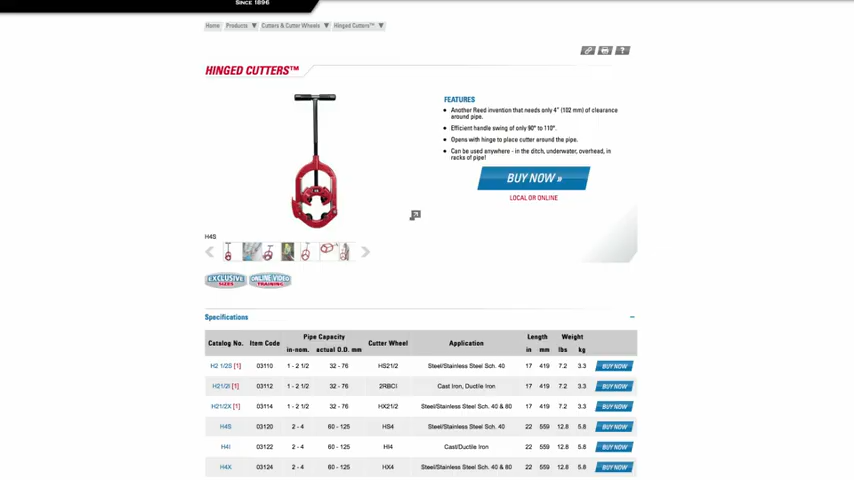 SINCE 1896
Home Products Cutters & Cutter Wheels Hinged Cutters™
?
HINGED CUTTERS™
FEATURES
Another Reed invention that needs only 4" (102 mm) of clearance
around pipe.
Efficient handle swing of only 90° to 110°.
Opens with hinge to place cutter around the pipe.
Can be used anywhere - in the ditch, underwater, overhead, in
racks of pipe!
BUY NOW »
LOCAL OR ONLINE
H4S
EXCLUSIVE SIZES
ONLINE VIDEO TRAINING
Specifications
Catalog No. Item Code Pipe Capacity in-nom. actual O.D. mm Cutter Wheel Application Length in mm Weight lbs kg
H2 1/2S [1] 03110 1 - 2 1/2 32 - 76 HS21/2 Steel/Stainless Steel Sch. 40 17 419 7.2 3.3 BUY NOW
H21/2I [1] 03112 1 - 2 1/2 32 - 76 2RBCI Cast Iron, Ductile Iron 17 419 7.2 3.3 BUY NOW
H21/2X [1] 03114 1 - 2 1/2 32 - 76 HX21/2 Steel/Stainless Steel Sch. 40 & 80 17 419 7.2 3.3 BUY NOW
H4S 03120 2 - 4 60 - 125 HS4 Steel/Stainless Steel Sch. 40 22 559 12.8 5.8 BUY NOW
H4I 03122 2 - 4 60 - 125 HI4 Cast/Ductile Iron 22 559 12.8 5.8 BUY NOW
H4X 03124 2 - 4 60 - 125 HX4 Steel/Stainless Steel Sch. 40 & 80 22 559 12.8 5.8 BUY NOW